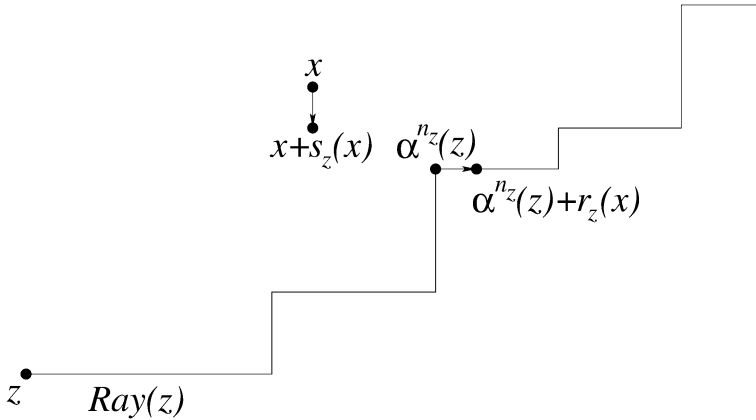 x
x+s_z(x)
α^{n_z}(z)
α^{n_z}(z)+r_z(x)
z
Ray(z)